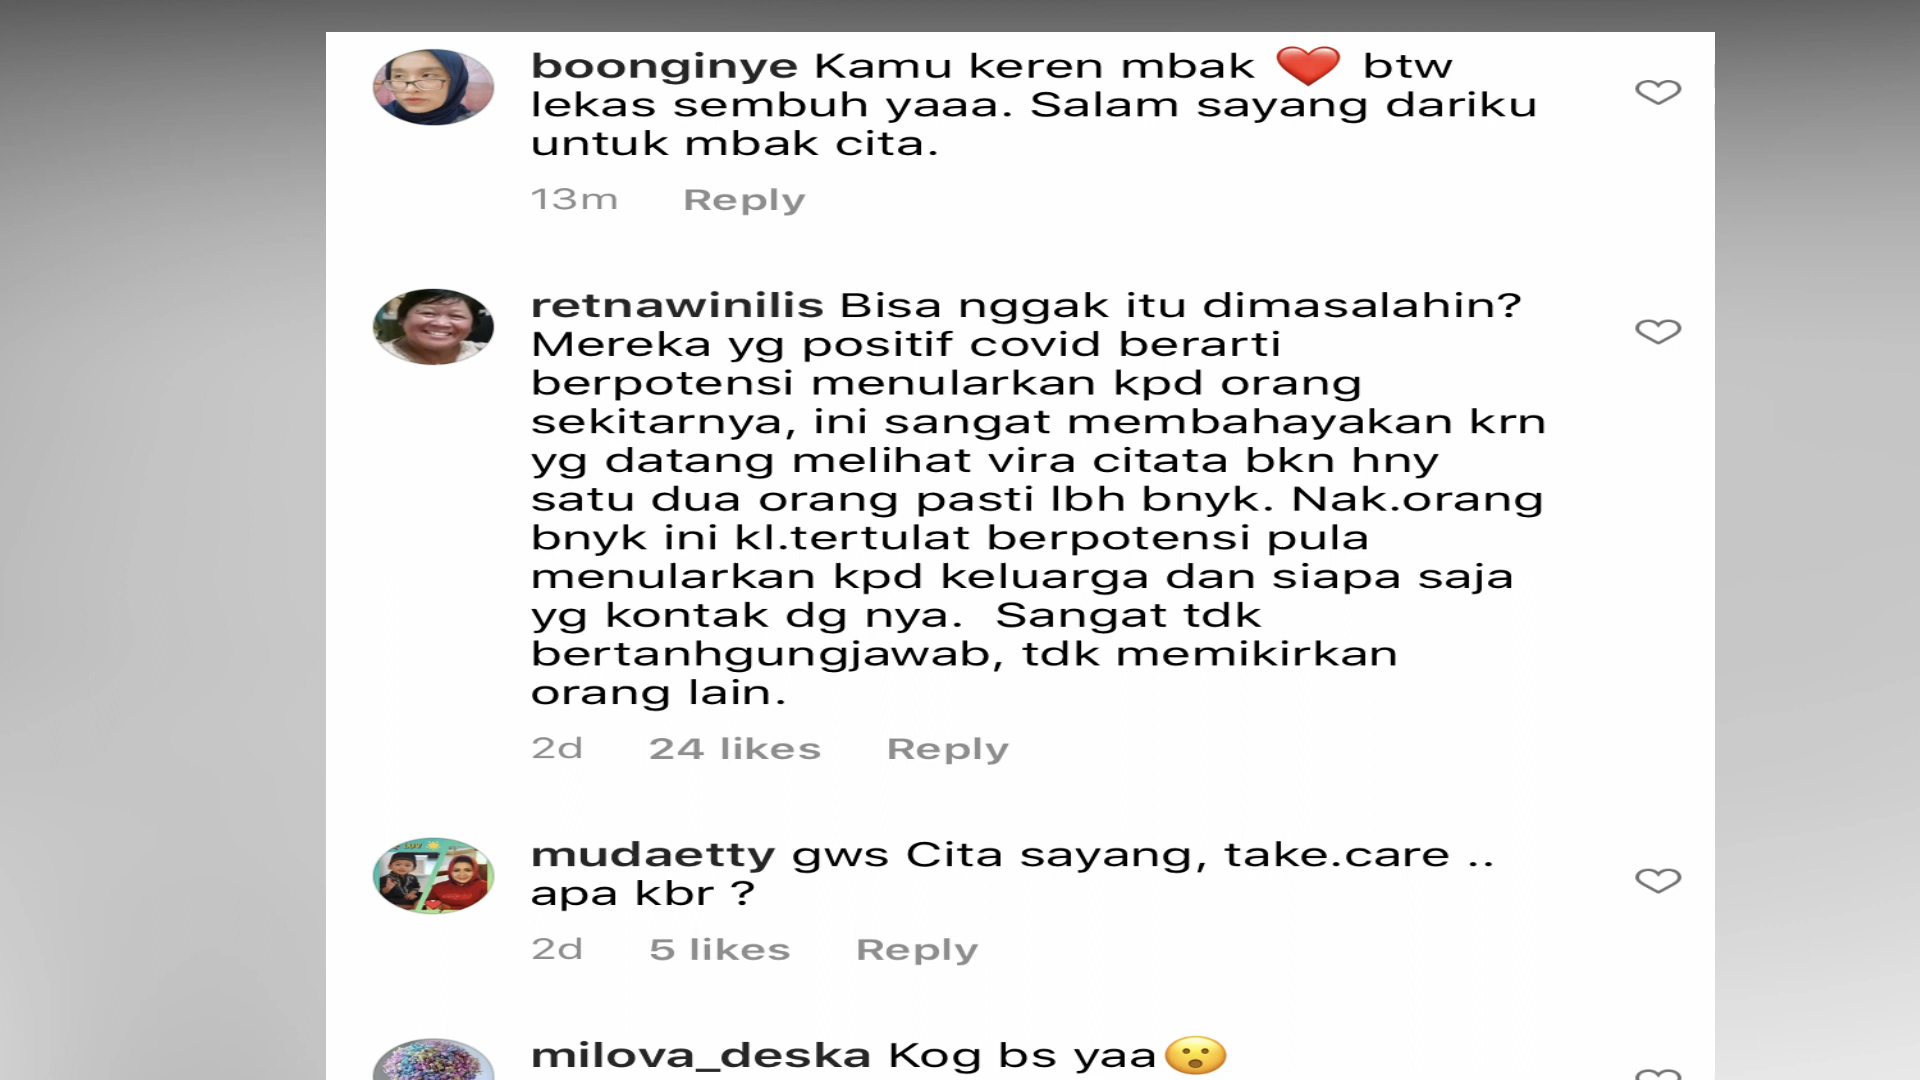 boonginye Kamu keren mbak ❤️ btw
lekas sembuh yaaa. Salam sayang dariku
untuk mbak cita.
13m Reply
retnawinilis Bisa nggak itu dimasalahin?
Mereka yg positif covid berarti
berpotensi menularkan kpd orang
sekitarnya, ini sangat membahayakan krn
yg datang melihat vira citata bkn hny
satu dua orang pasti lbh bnyk. Nak.orang
bnyk ini kl.tertulat berpotensi pula
menularkan kpd keluarga dan siapa saja
yg kontak dg nya.  Sangat tdk
bertanhgungjawab, tdk memikirkan
orang lain.
2d 24 likes Reply
mudaetty gws Cita sayang, take.care ..
apa kbr ?
2d 5 likes Reply
milova_deska Kog bs yaa😮